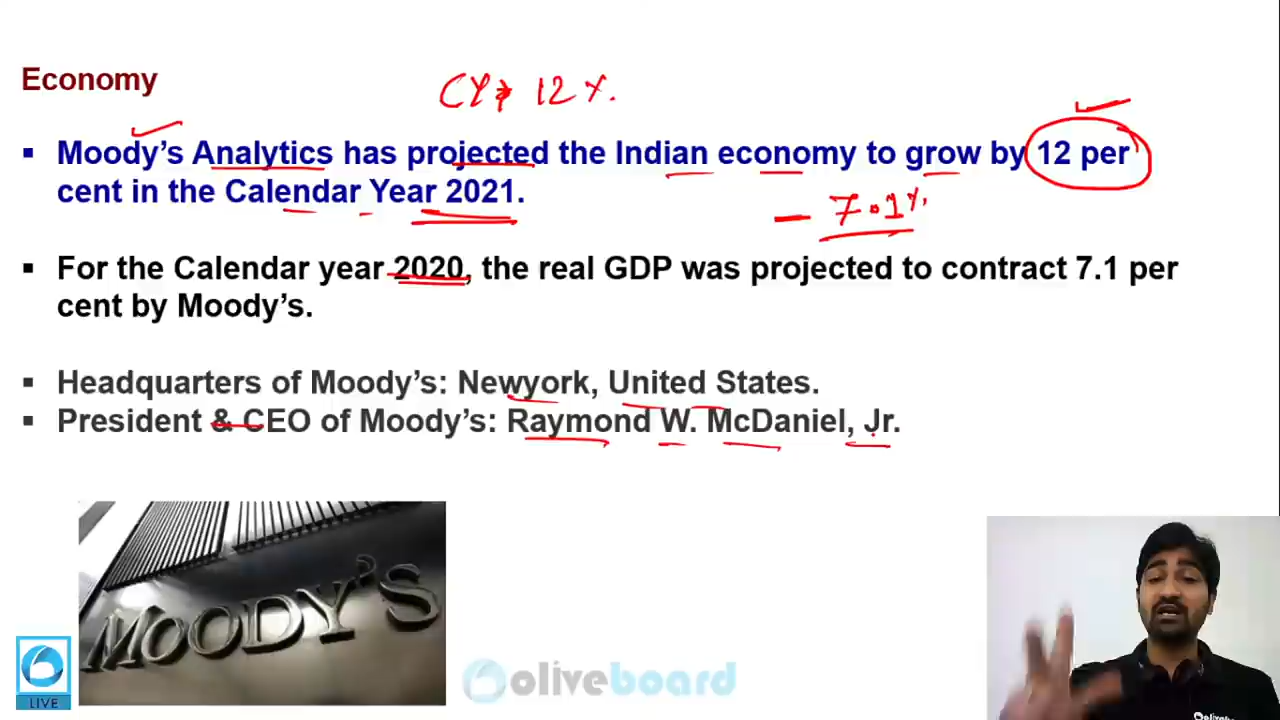 Economy
CY 12 %.
▪ Moody’s Analytics has projected the Indian economy to grow by 12 per
cent in the Calendar Year 2021.
- 7.1%
▪ For the Calendar year 2020, the real GDP was projected to contract 7.1 per
cent by Moody’s.
▪ Headquarters of Moody’s: Newyork, United States.
▪ President & CEO of Moody’s: Raymond W. McDaniel, Jr.
MOODY’S
LIVE
oliveboard